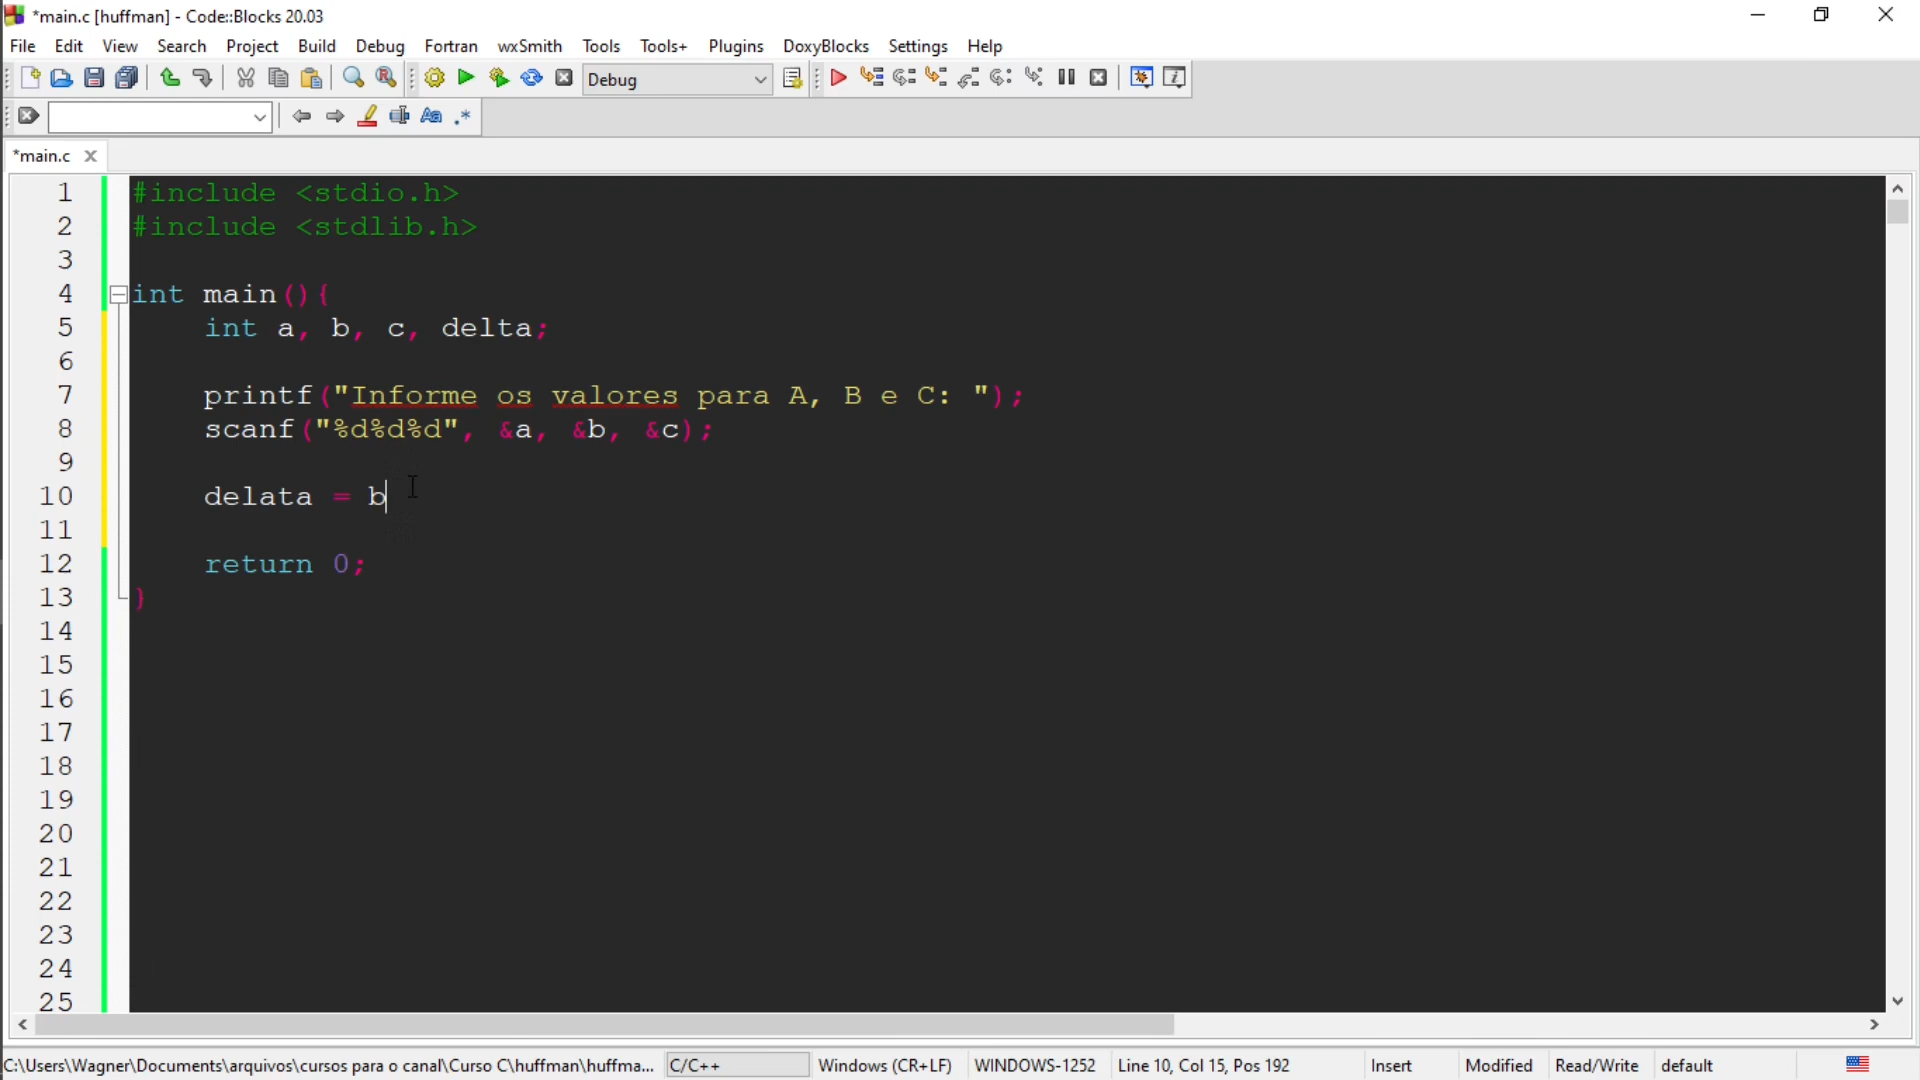 *main.c [huffman] - Code::Blocks 20.03
File Edit View Search Project Build Debug Fortran wxSmith Tools Tools+ Plugins DoxyBlocks Settings Help
Debug
Aa .*
*main.c
1 #include <stdio.h>
2 #include <stdlib.h>
3
4 int main(){
5 int a, b, c, delta;
6
7 printf("Informe os valores para A, B e C: ");
8 scanf("%d%d%d", &a, &b, &c);
9
10 delata = b
11
12 return 0;
13 }
14
15
16
17
18
19
20
21
22
23
24
25
C:\Users\Wagner\Documents\arquivos\cursos para o canal\Curso C\huffman\huffma... C/C++ Windows (CR+LF) WINDOWS-1252 Line 10, Col 15, Pos 192 Insert Modified Read/Write default